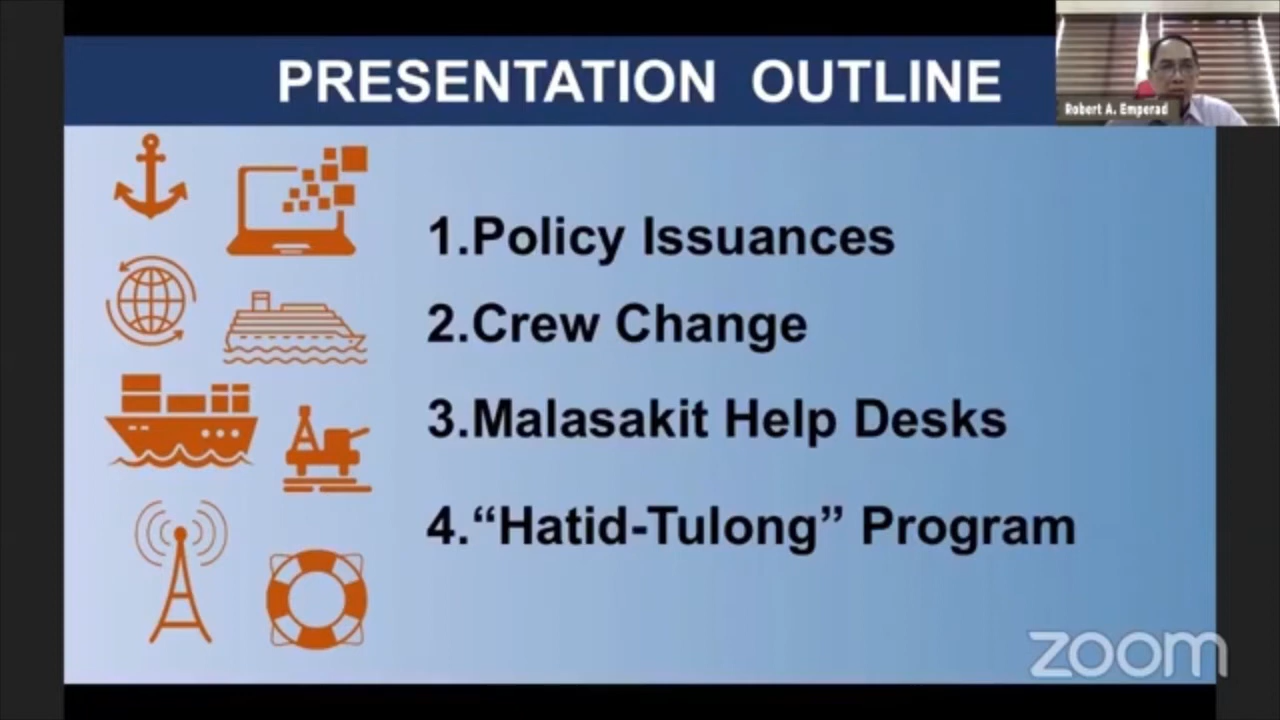 PRESENTATION OUTLINE
Robert A. Emperad
1.Policy Issuances
2.Crew Change
3.Malasakit Help Desks
4.“Hatid-Tulong” Program
zoom